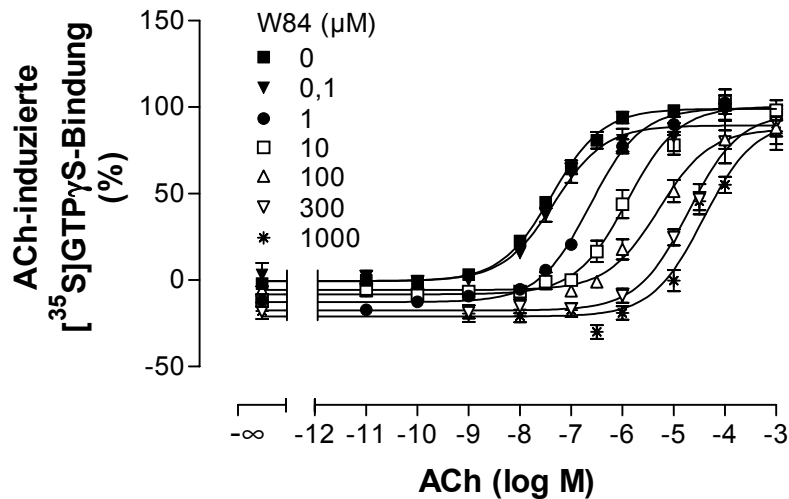 ACh-induzierte
[³⁵S]GTPγS-Bindung
(%)
150
100
50
0
-50
W84 (μM)
0
0,1
1
10
100
300
1000
-∞ -12 -11 -10 -9 -8 -7 -6 -5 -4 -3
ACh (log M)